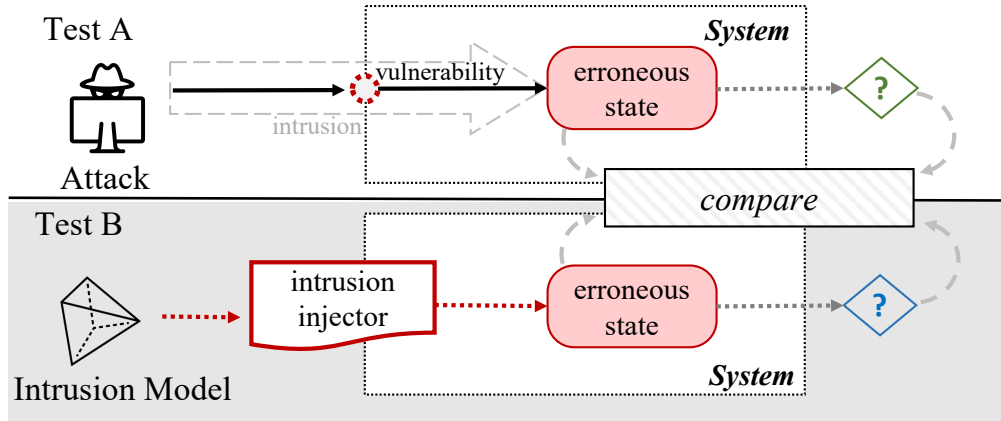 Test A
System
vulnerability
erroneous
state
?
intrusion
Attack
compare
Test B
intrusion
injector
erroneous
state
?
Intrusion Model
System